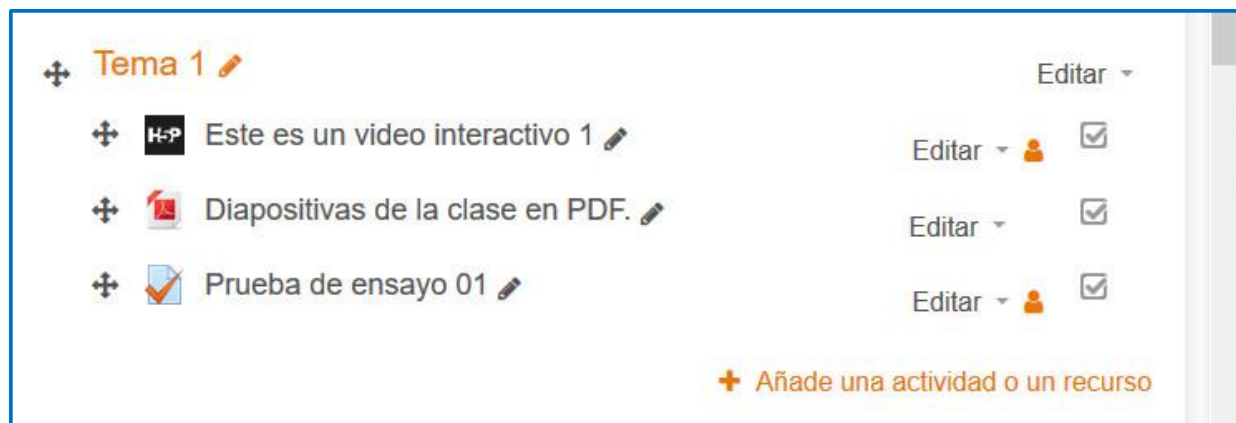 Tema 1
Editar
H5P Este es un video interactivo 1
Editar
Diapositivas de la clase en PDF.
Editar
Prueba de ensayo 01
Editar
Añade una actividad o un recurso